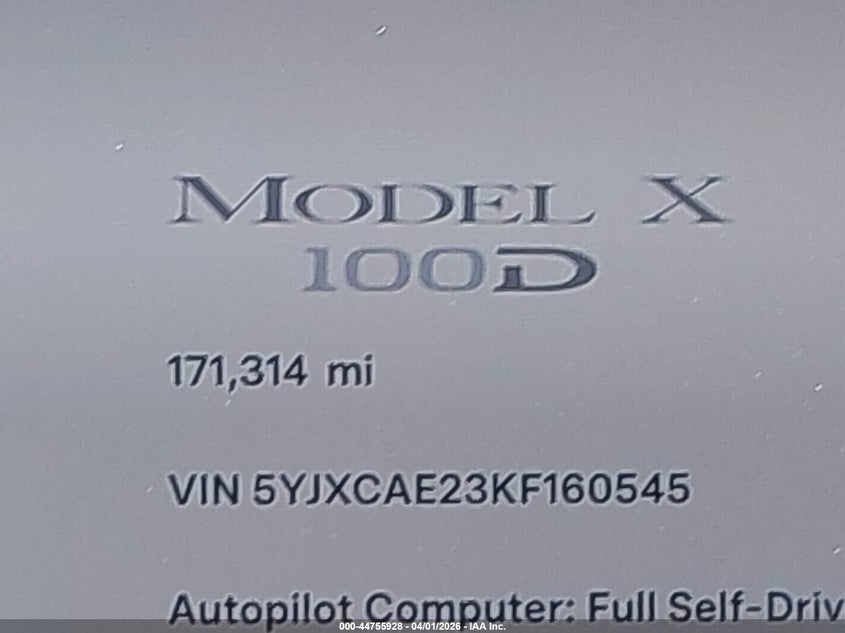 MODEL X
100D
171,314 mi
VIN 5YJXCAE23KF160545
Autopilot Computer: Full Self-Driv
000-44755928 - 04/01/2026 - IAA Inc.